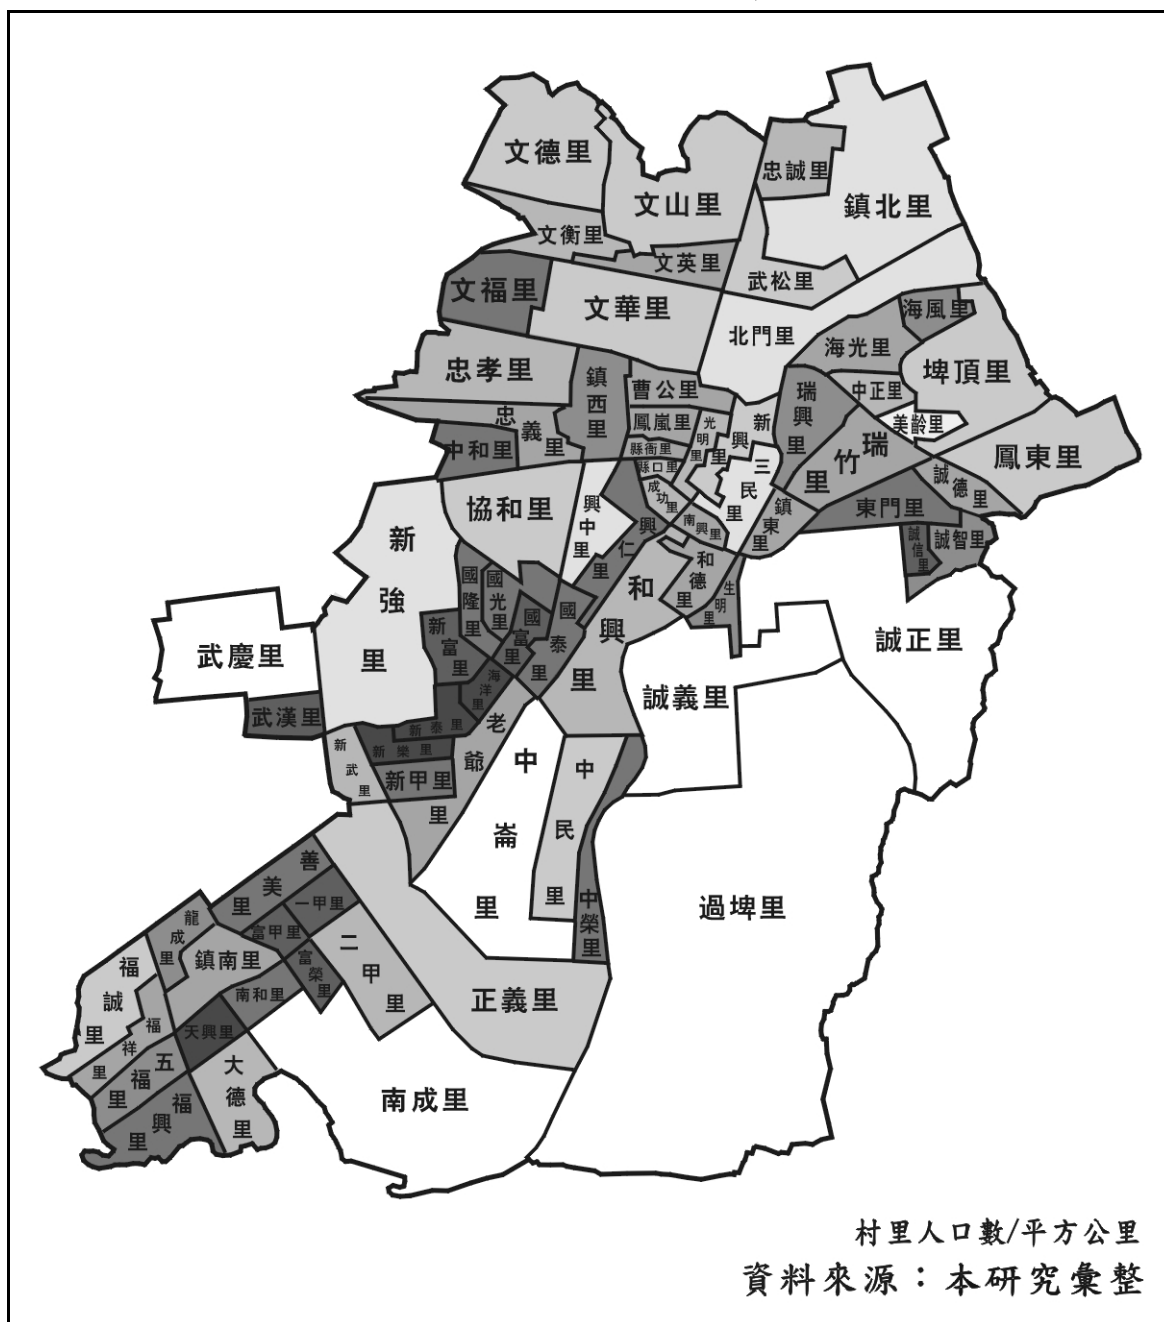 文德里
忠誠里
文山里
鎮北里
文衡里
文英里
武松里
文福里
文華里
海風里
北門里
海光里
忠孝里
埤頂里
鎮西里
曹公里
中正里
瑞興里
美齡里
忠義里
鳳嵐里
光明里
新興里
瑞竹里
中和里
縣衙里
鳳東里
縣口里
三民里
誠德里
協和里
成功里
興中里
鎮東里
東門里
南興里
新強里
興仁里
誠信里
誠智里
國隆里
國光里
和德里
生明里
和興里
國富里
國泰里
新富里
誠正里
武慶里
海洋里
誠義里
武漢里
新泰里
老爺里
新樂里
新武里
新甲里
中崙里
中民里
善美里
一甲里
中榮里
過埤里
龍成里
富甲里
二甲里
鎮南里
富榮里
福誠里
南和里
正義里
福祥里
天興里
五福里
大德里
南成里
福興里
村里人口數/平方公里
資料來源：本研究彙整